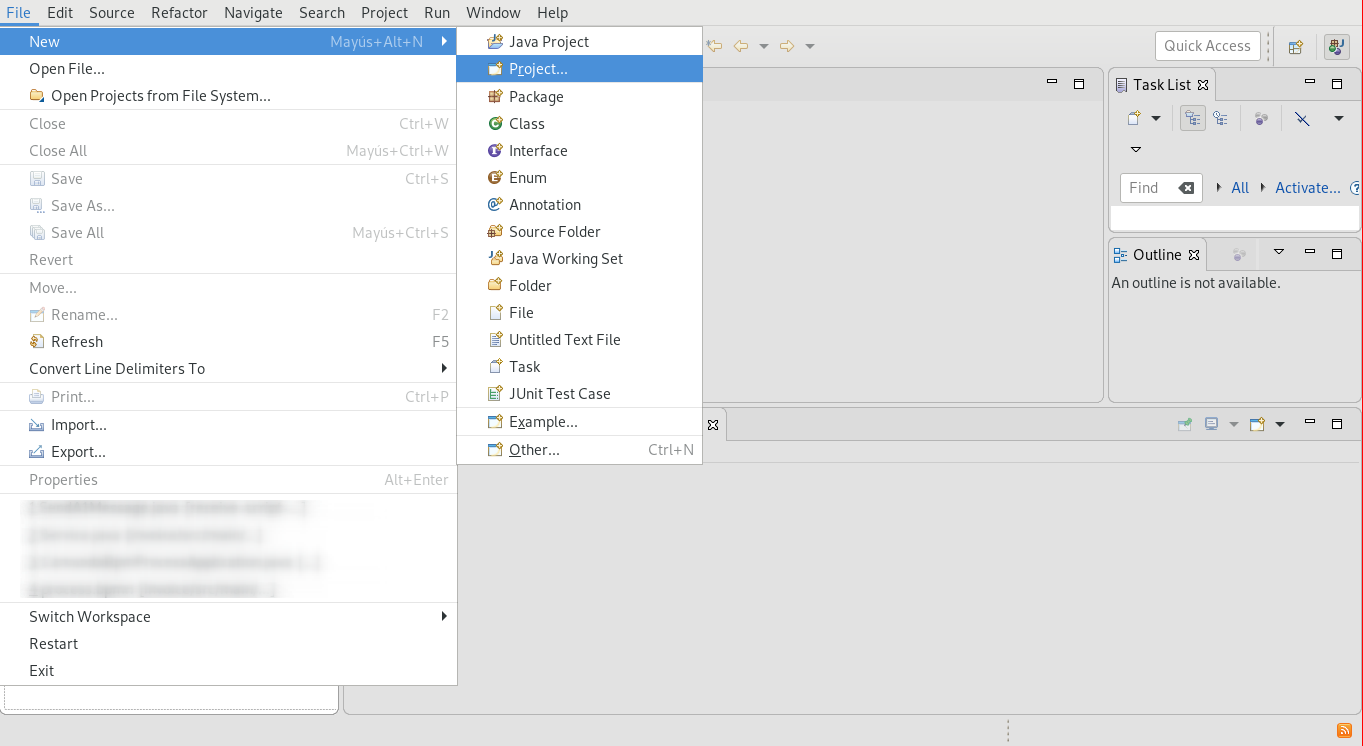 File Edit Source Refactor Navigate Search Project Run Window Help
New Mayús+Alt+N
Open File...
Open Projects from File System...
Close Ctrl+W
Close All Mayús+Ctrl+W
Save Ctrl+S
Save As...
Save All Mayús+Ctrl+S
Revert
Move...
Rename... F2
Refresh F5
Convert Line Delimiters To
Print... Ctrl+P
Import...
Export...
Properties Alt+Enter
Switch Workspace
Restart
Exit
Java Project
Project...
Package
Class
Interface
Enum
Annotation
Source Folder
Java Working Set
Folder
File
Untitled Text File
Task
JUnit Test Case
Example...
Other... Ctrl+N
Quick Access
Task List
Find All Activate...
Outline
An outline is not available.